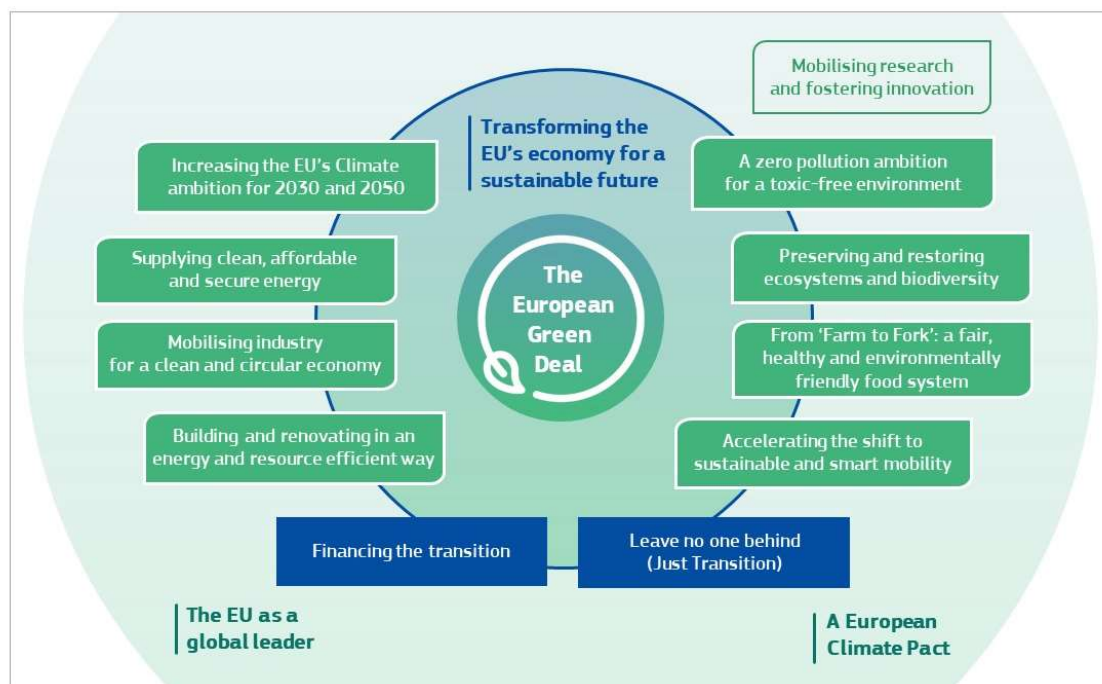 Mobilising research
and fostering innovation
Transforming the
EU's economy for a
sustainable future
Increasing the EU's Climate
ambition for 2030 and 2050
A zero pollution ambition
for a toxic-free environment
Supplying clean, affordable
and secure energy
The
European
Green
Deal
Preserving and restoring
ecosystems and biodiversity
Mobilising industry
for a clean and circular economy
From 'Farm to Fork': a fair,
healthy and environmentally
friendly food system
Building and renovating in an
energy and resource efficient way
Accelerating the shift to
sustainable and smart mobility
Financing the transition
Leave no one behind
(Just Transition)
The EU as a
global leader
A European
Climate Pact